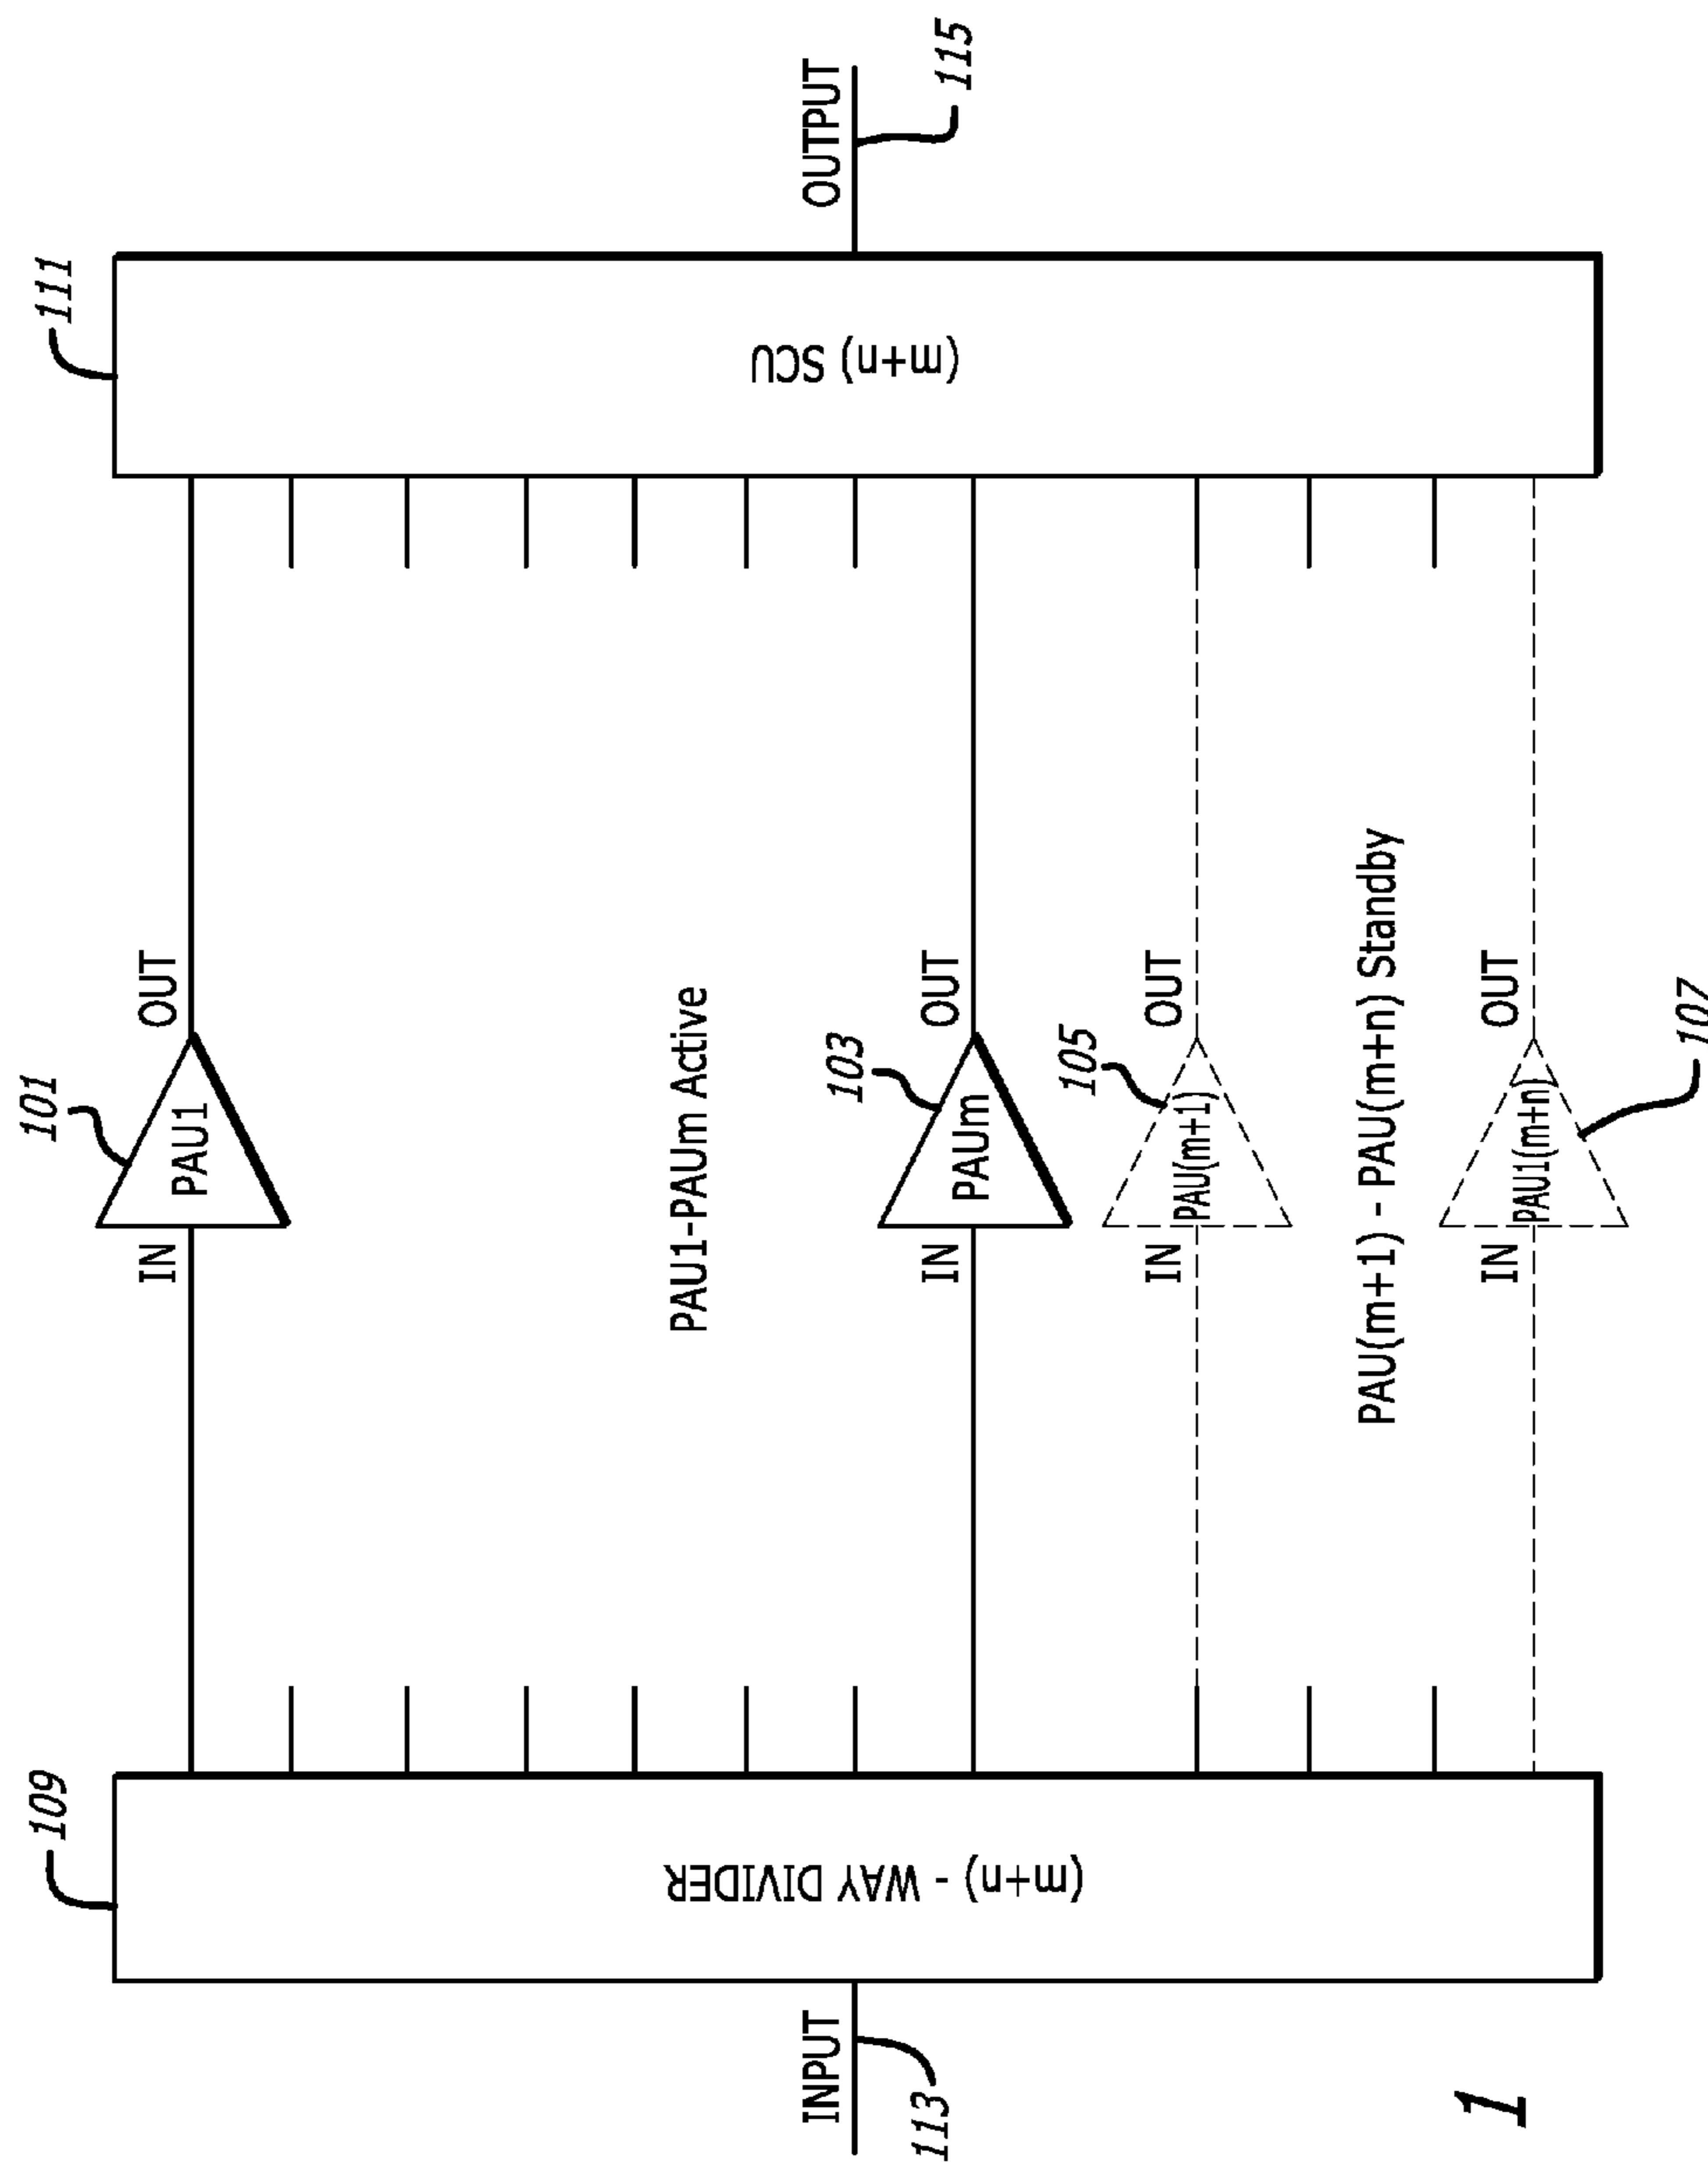 109
111
101
PAU1
IN
OUT
PAU1-PAUm Active
INPUT
113
(m+n) - WAY DIVIDER
(m+n) SCU
OUTPUT
115
103
PAUm
IN
OUT
105
PAU(m+1)
IN
OUT
PAU(m+1) - PAU(m+n) Standby
PAU1(m+n)
IN
OUT
107
1